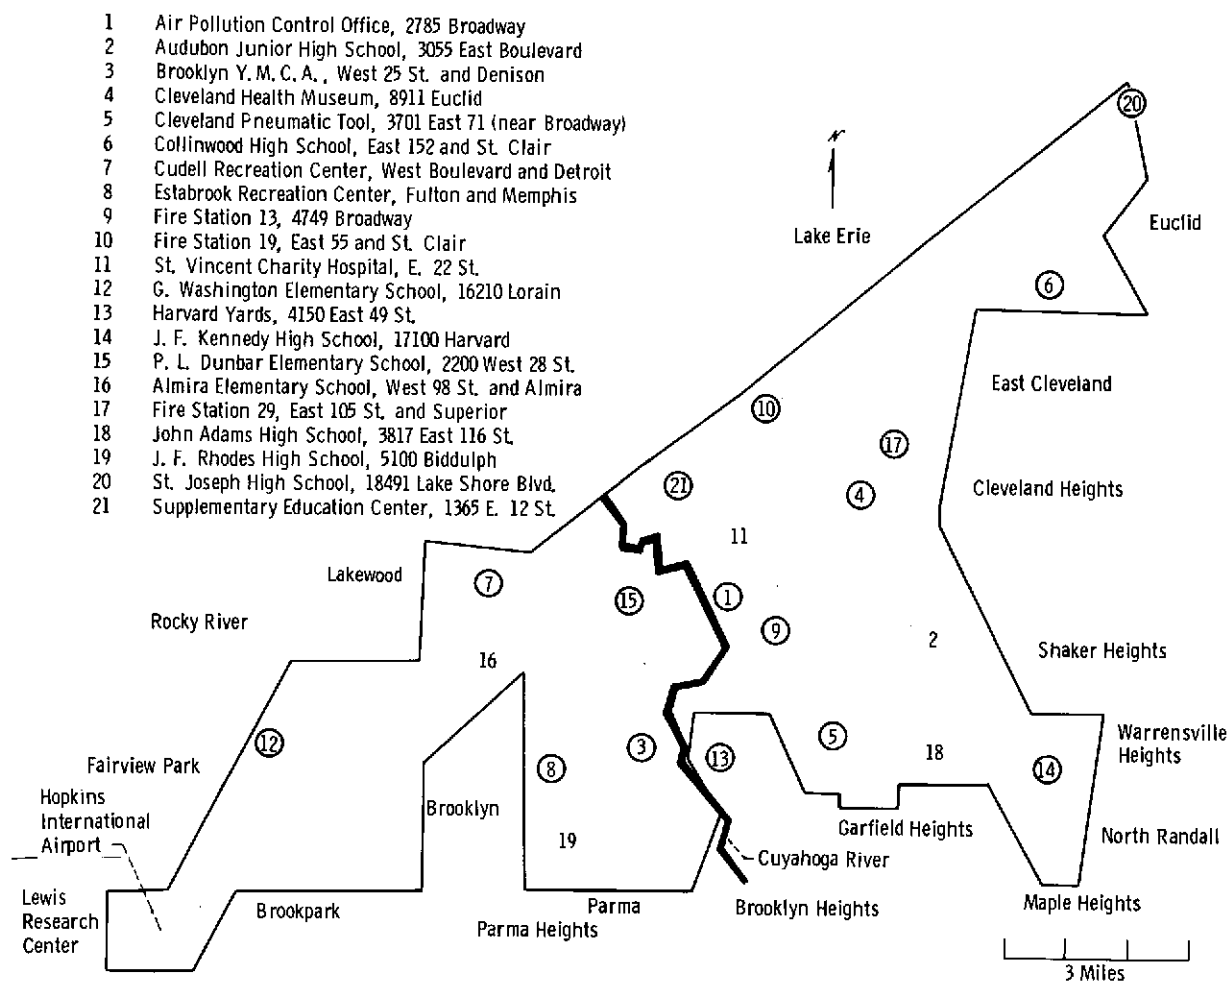 1 Air Pollution Control Office, 2785 Broadway
2 Audubon Junior High School, 3055 East Boulevard
3 Brooklyn Y. M. C. A. , West 25 St. and Denison
4 Cleveland Health Museum, 8911 Euclid
5 Cleveland Pneumatic Tool, 3701 East 71 (near Broadway)
6 Collinwood High School, East 152 and St. Clair
7 Cudell Recreation Center, West Boulevard and Detroit
8 Estabrook Recreation Center, Fulton and Memphis
9 Fire Station 13, 4749 Broadway
10 Fire Station 19, East 55 and St. Clair
11 St. Vincent Charity Hospital, E. 22 St.
12 G. Washington Elementary School, 16210 Lorain
13 Harvard Yards, 4150 East 49 St.
14 J. F. Kennedy High School, 17100 Harvard
15 P. L. Dunbar Elementary School, 2200 West 28 St.
16 Almira Elementary School, West 98 St. and Almira
17 Fire Station 29, East 105 St. and Superior
18 John Adams High School, 3817 East 116 St.
19 J. F. Rhodes High School, 5100 Biddulph
20 St. Joseph High School, 18491 Lake Shore Blvd.
21 Supplementary Education Center, 1365 E. 12 St.
20
N
Lake Erie
Euclid
6
East Cleveland
10
17
21
4
Cleveland Heights
11
Lakewood
7
15
1
Rocky River
9
2
Shaker Heights
16
12
3
13
5
18
14
Warrensville
Heights
Fairview Park
8
Hopkins
International
Airport
Brooklyn
19
Garfield Heights
North Randall
Cuyahoga River
Lewis
Research
Center
Brookpark
Parma
Parma Heights
Brooklyn Heights
Maple Heights
3 Miles